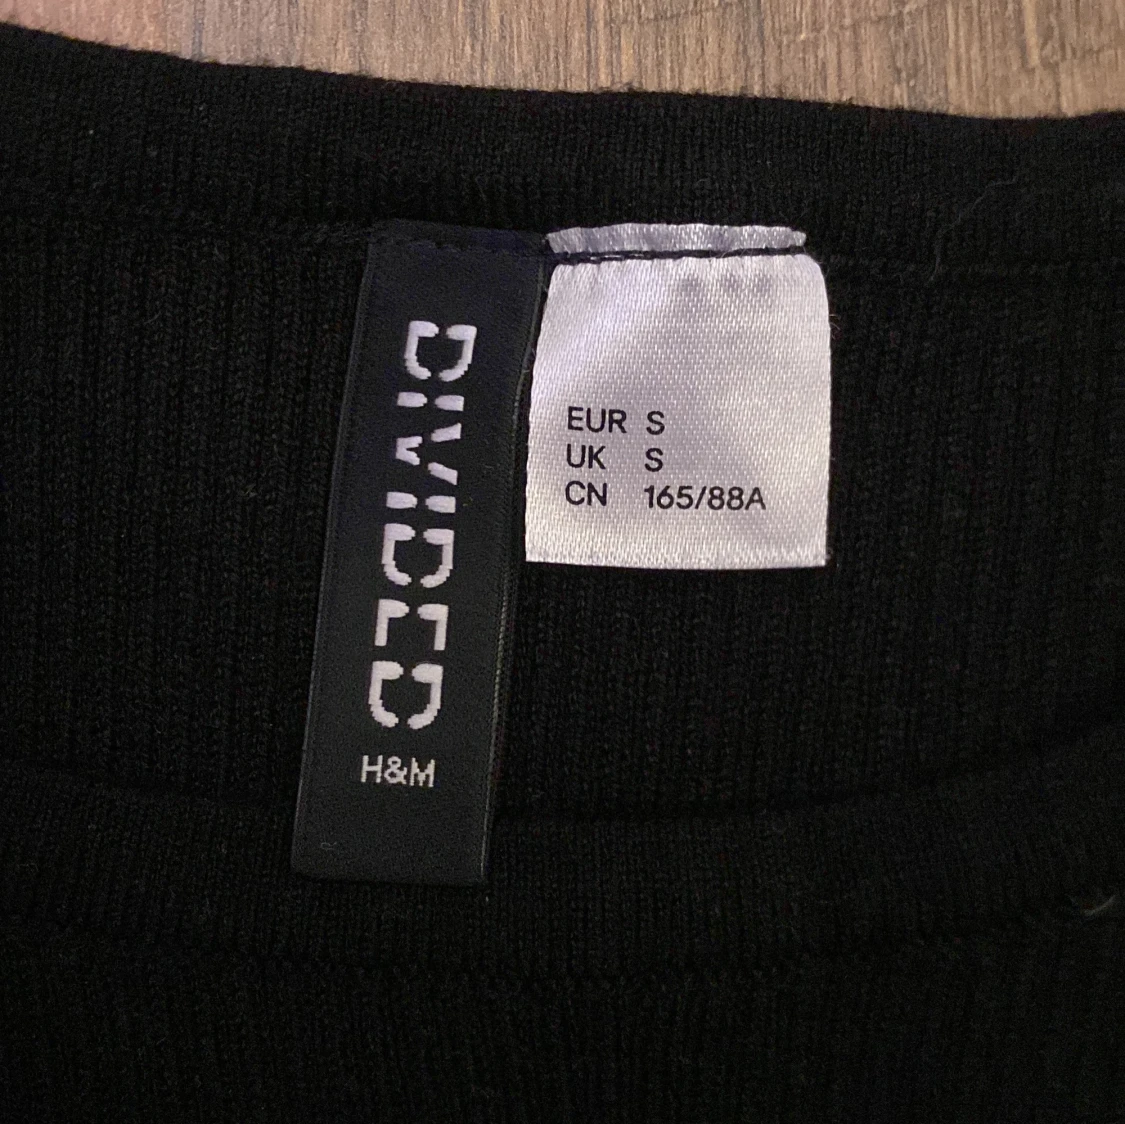 DIVIDED
H&M
EUR S
UK S
CN 165/88A